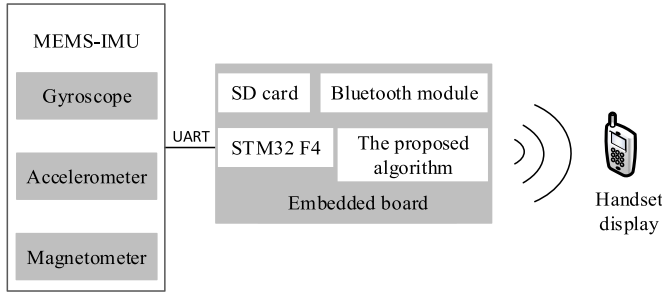 MEMS-IMU
Gyroscope
Accelerometer
Magnetometer
UART
SD card
Bluetooth module
STM32 F4
The proposed
algorithm
Embedded board
Handset
display